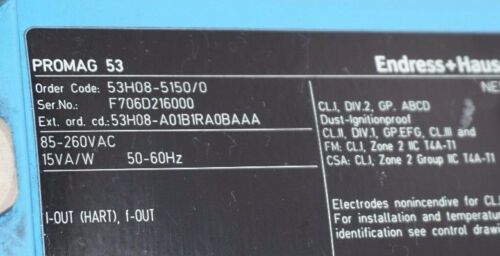 PROMAG 53
Endress+Haus
Order Code: 53H08-5150/0
Ser.No.: F706D216000
Ext. ord. cd.: 53H08-A01B1RA0BAAA
85-260VAC
15VA/W 50-60Hz
I-OUT (HART), f-OUT
NE
CL.I, DIV.2, GP. ABCD
Dust-Ignitionproof
CL.II, DIV.1, GP.EFG, CL.III and
FM: CL.I, Zone 2 IIC T4A-T1
CSA: CL.I, Zone 2 Group IIC T4A-T1
Electrodes nonincendive for CL.
For installation and temperatur
identification see control drawi